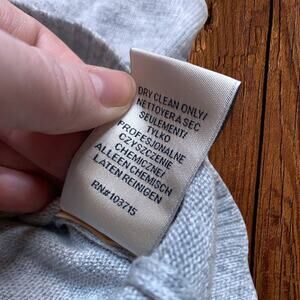 DRY CLEAN ONLY/
NETTOYER A SEC
SEULEMENT/
TYLKO
PROFESJONALNE
CZYSZCZENIE
CHEMICZNE/
ALLEEN CHEMISCH
LATEN REINIGEN
RN#103715